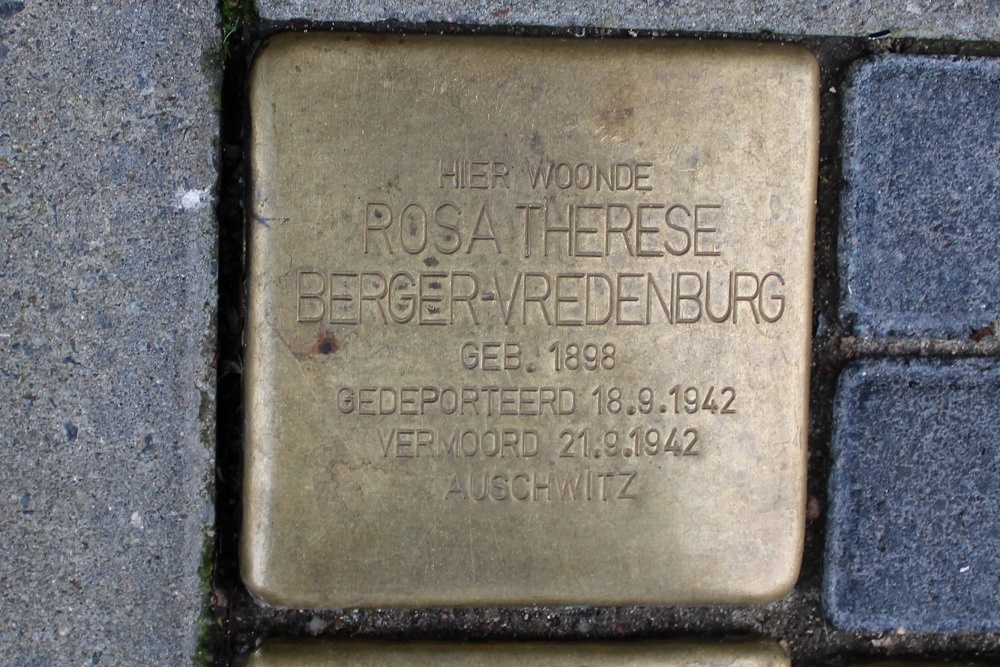 HIER WOONDE
ROSA THERESE
BERGER-VREDENBURG
GEB. 1898
GEDEPORTEERD 18.9.1942
VERMOORD 21.9.1942
AUSCHWITZ